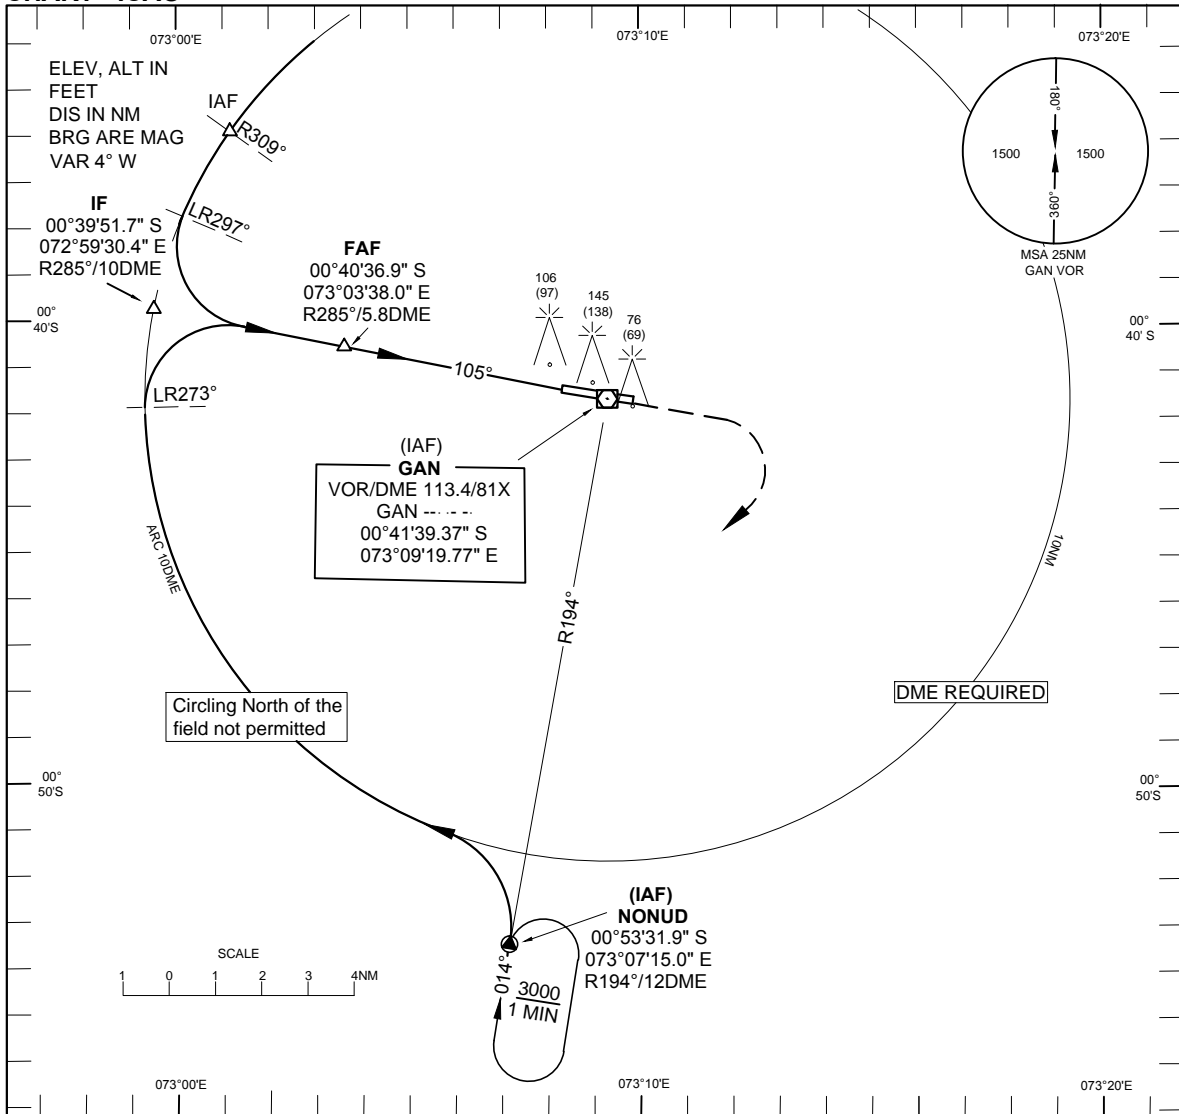 073°00'E
073°10'E
073°20'E
ELEV, ALT IN
FEET
DIS IN NM
BRG ARE MAG
VAR 4° W
IAF
R309°
180°
1500
1500
360°
MSA 25NM
GAN VOR
LR297°
IF
00°39'51.7" S
072°59'30.4" E
R285°/10DME
FAF
00°40'36.9" S
073°03'38.0" E
R285°/5.8DME
106
(97)
145
(138)
76
(69)
00°
40'S
00°
40' S
105°
LR273°
(IAF)
GAN
VOR/DME 113.4/81X
GAN --· ·- -·
00°41'39.37" S
073°09'19.77" E
ARC 10DME
10NM
R194°
Circling North of the
field not permitted
DME REQUIRED
00°
50'S
00°
50'S
(IAF)
NONUD
00°53'31.9" S
073°07'15.0" E
R194°/12DME
SCALE
1 0 1 2 3 4NM
014°
3000
1 MIN
073°00'E
073°10'E
073°20'E